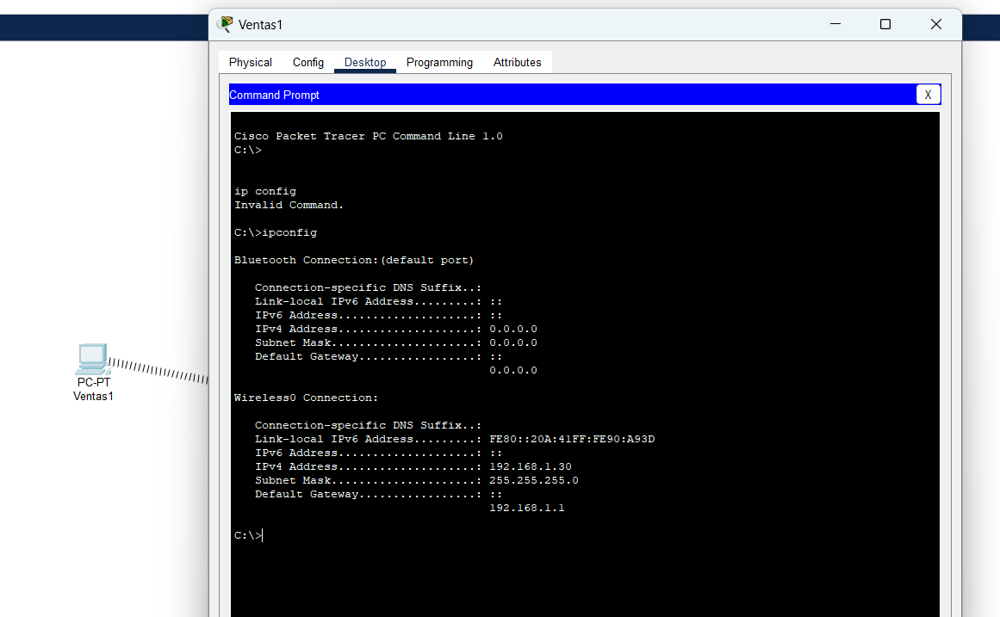 Ventas1
Physical Config Desktop Programming Attributes
Command Prompt
X
Cisco Packet Tracer PC Command Line 1.0
C:\>
ip config
Invalid Command.
C:\>ipconfig
Bluetooth Connection:(default port)
Connection-specific DNS Suffix..:
Link-local IPv6 Address.........: ::
IPv6 Address....................: ::
IPv4 Address....................: 0.0.0.0
Subnet Mask.....................: 0.0.0.0
Default Gateway.................: ::
0.0.0.0
Wireless0 Connection:
Connection-specific DNS Suffix..:
Link-local IPv6 Address.........: FE80::20A:41FF:FE90:A93D
IPv6 Address....................: ::
IPv4 Address....................: 192.168.1.30
Subnet Mask.....................: 255.255.255.0
Default Gateway.................: ::
192.168.1.1
C:\>
PC-PT
Ventas1